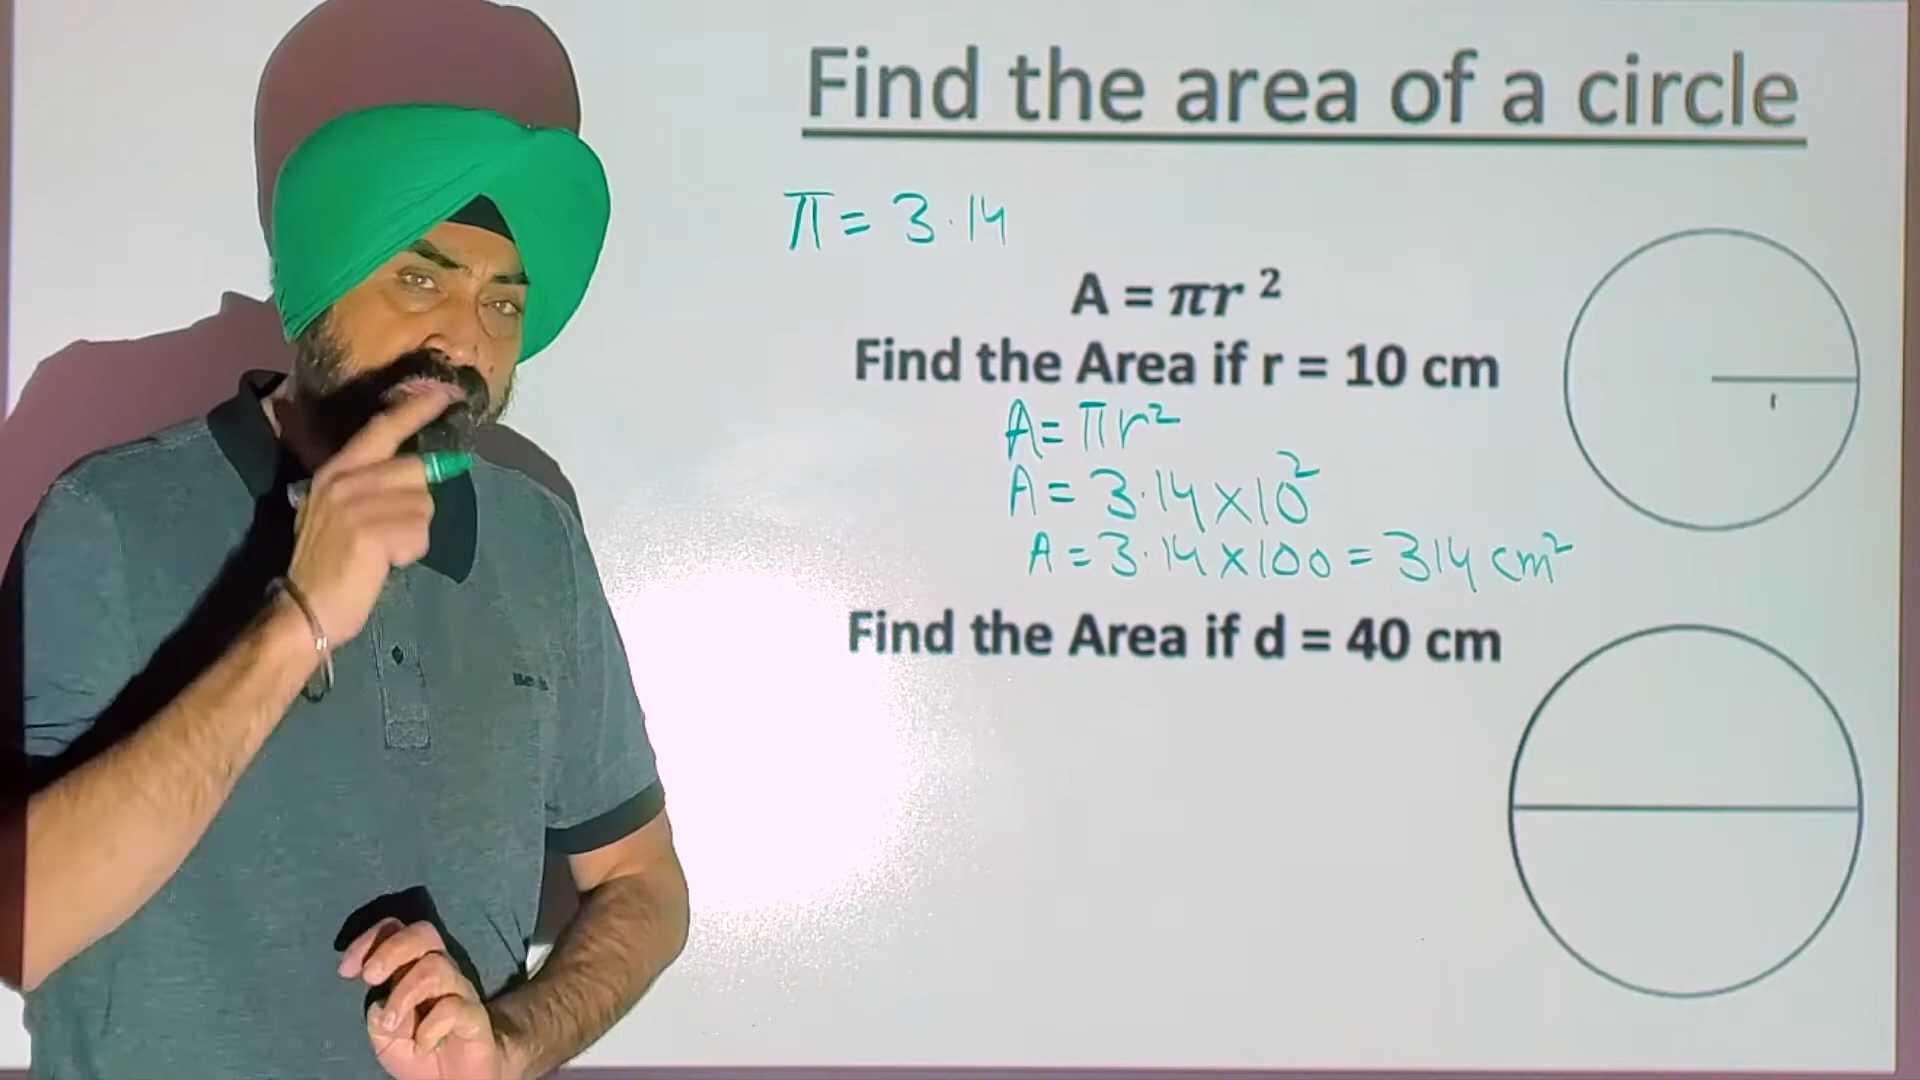 Find the area of a circle
π = 3.14
A = πr ²
Find the Area if r = 10 cm
r
A = πr²
A = 3.14 × 10²
A = 3.14 × 100 = 314 cm²
Find the Area if d = 40 cm